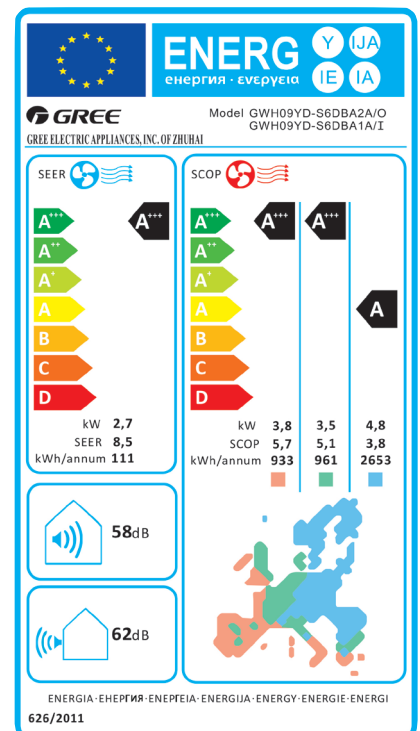 ENERG
енергия · ενεργεια
Y IJA
IE IA
GREE
GREE ELECTRIC APPLIANCES, INC. OF ZHUHAI
Model GWH09YD-S6DBA2A/O
GWH09YD-S6DBA1A/I
SEER
A+++ A+++
A++
A+
A
B
C
D
kW 2,7
SEER 8,5
kWh/annum 111
SCOP
A+++ A+++ A+++
A++
A+
A A
B
C
D
kW 3,8 3,5 4,8
SCOP 5,7 5,1 3,8
kWh/annum 933 961 2653
58dB
62dB
ENERGIA·ЕНЕРГИЯ·ΕΝΕΡΓΕΙΑ·ENERGIJA·ENERGY·ENERGIE·ENERGI
626/2011